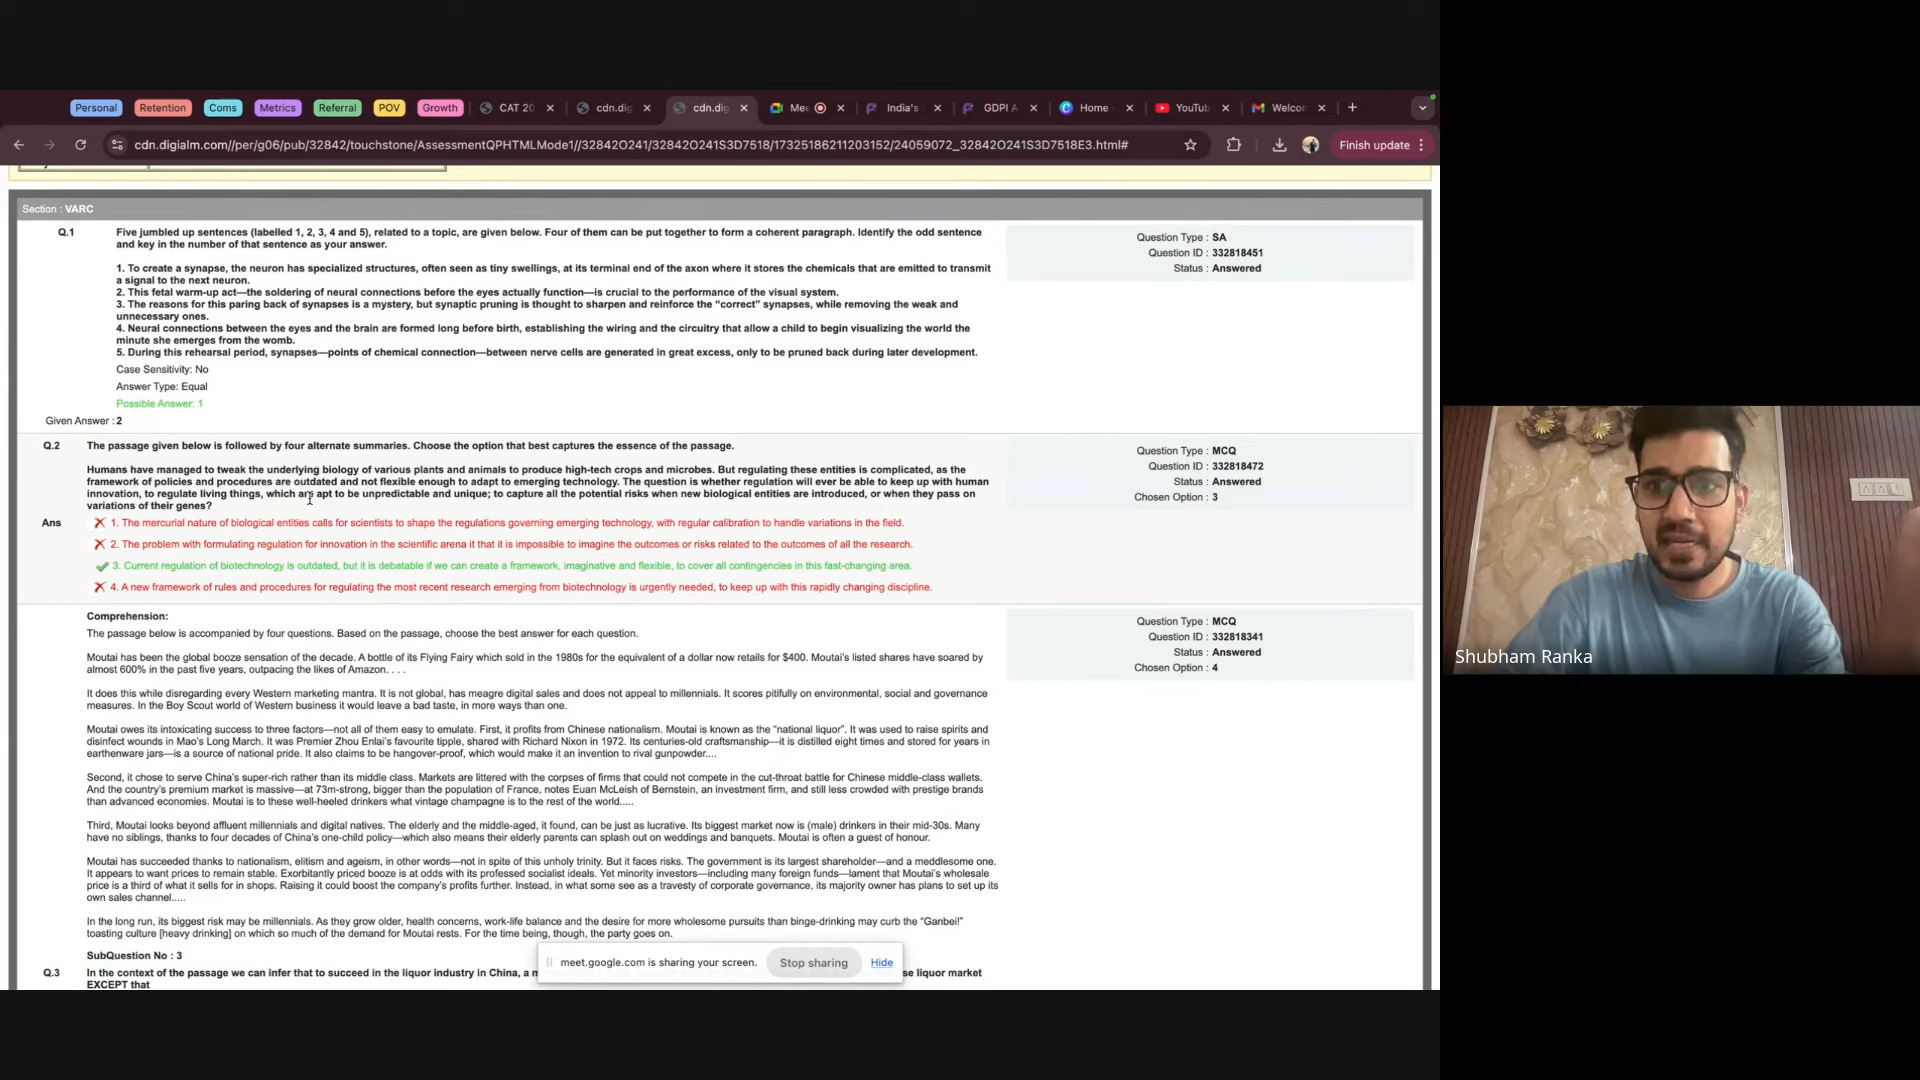 Personal Retention Coms Metrics Referral POV Growth CAT 20 cdn.dig cdn.dig Mee India's GDPI A Home YouTub Welcon
cdn.digialm.com//per/g06/pub/32842/touchstone/AssessmentQPHTMLMode1//32842O241/32842O241S3D7518/17325186211203152/24059072_32842O241S3D7518E3.html# Finish update
Section : VARC
Q.1 Five jumbled up sentences (labelled 1, 2, 3, 4 and 5), related to a topic, are given below. Four of them can be put together to form a coherent paragraph. Identify the odd sentence
and key in the number of that sentence as your answer.
1. To create a synapse, the neuron has specialized structures, often seen as tiny swellings, at its terminal end of the axon where it stores the chemicals that are emitted to transmit
a signal to the next neuron.
2. This fetal warm-up act—the soldering of neural connections before the eyes actually function—is crucial to the performance of the visual system.
3. The reasons for this paring back of synapses is a mystery, but synaptic pruning is thought to sharpen and reinforce the “correct” synapses, while removing the weak and
unnecessary ones.
4. Neural connections between the eyes and the brain are formed long before birth, establishing the wiring and the circuitry that allow a child to begin visualizing the world the
minute she emerges from the womb.
5. During this rehearsal period, synapses—points of chemical connection—between nerve cells are generated in great excess, only to be pruned back during later development.
Case Sensitivity: No
Answer Type: Equal
Possible Answer: 1
Given Answer : 2
Question Type : SA
Question ID : 332818451
Status : Answered
Q.2 The passage given below is followed by four alternate summaries. Choose the option that best captures the essence of the passage.
Humans have managed to tweak the underlying biology of various plants and animals to produce high-tech crops and microbes. But regulating these entities is complicated, as the
framework of policies and procedures are outdated and not flexible enough to adapt to emerging technology. The question is whether regulation will ever be able to keep up with human
innovation, to regulate living things, which are apt to be unpredictable and unique; to capture all the potential risks when new biological entities are introduced, or when they pass on
variations of their genes?
Ans 1. The mercurial nature of biological entities calls for scientists to shape the regulations governing emerging technology, with regular calibration to handle variations in the field.
2. The problem with formulating regulation for innovation in the scientific arena it that it is impossible to imagine the outcomes or risks related to the outcomes of all the research.
3. Current regulation of biotechnology is outdated, but it is debatable if we can create a framework, imaginative and flexible, to cover all contingencies in this fast-changing area.
4. A new framework of rules and procedures for regulating the most recent research emerging from biotechnology is urgently needed, to keep up with this rapidly changing discipline.
Question Type : MCQ
Question ID : 332818472
Status : Answered
Chosen Option : 3
Comprehension:
The passage below is accompanied by four questions. Based on the passage, choose the best answer for each question.
Moutai has been the global booze sensation of the decade. A bottle of its Flying Fairy which sold in the 1980s for the equivalent of a dollar now retails for $400. Moutai’s listed shares have soared by
almost 600% in the past five years, outpacing the likes of Amazon. . . .
It does this while disregarding every Western marketing mantra. It is not global, has meagre digital sales and does not appeal to millennials. It scores pitifully on environmental, social and governance
measures. In the Boy Scout world of Western business it would leave a bad taste, in more ways than one.
Moutai owes its intoxicating success to three factors—not all of them easy to emulate. First, it profits from Chinese nationalism. Moutai is known as the “national liquor”. It was used to raise spirits and
disinfect wounds in Mao’s Long March. It was Premier Zhou Enlai’s favourite tipple, shared with Richard Nixon in 1972. Its centuries-old craftsmanship—it is distilled eight times and stored for years in
earthenware jars—is a source of national pride. It also claims to be hangover-proof, which would make it an invention to rival gunpowder....
Second, it chose to serve China’s super-rich rather than its middle class. Markets are littered with the corpses of firms that could not compete in the cut-throat battle for Chinese middle-class wallets.
And the country’s premium market is massive—at 73m-strong, bigger than the population of France, notes Euan McLeish of Bernstein, an investment firm, and still less crowded with prestige brands
than advanced economies. Moutai is to these well-heeled drinkers what vintage champagne is to the rest of the world.....
Third, Moutai looks beyond affluent millennials and digital natives. The elderly and the middle-aged, it found, can be just as lucrative. Its biggest market now is (male) drinkers in their mid-30s. Many
have no siblings, thanks to four decades of China’s one-child policy—which also means their elderly parents can splash out on weddings and banquets. Moutai is often a guest of honour.
Moutai has succeeded thanks to nationalism, elitism and ageism, in other words—not in spite of this unholy trinity. But it faces risks. The government is its largest shareholder—and a meddlesome one.
It appears to want prices to remain stable. Exorbitantly priced booze is at odds with its professed socialist ideals. Yet minority investors—including many foreign funds—lament that Moutai’s wholesale
price is a third of what it sells for in shops. Raising it could boost the company’s profits further. Instead, in what some see as a travesty of corporate governance, its majority owner has plans to set up its
own sales channel.....
In the long run, its biggest risk may be millennials. As they grow older, health concerns, work-life balance and the desire for more wholesome pursuits than binge-drinking may curb the “Ganbei!”
toasting culture [heavy drinking] on which so much of the demand for Moutai rests. For the time being, though, the party goes on.
Question Type : MCQ
Question ID : 332818341
Status : Answered
Chosen Option : 4
SubQuestion No : 3
Q.3 In the context of the passage we can infer that to succeed in the liquor industry in China, a m se liquor market
EXCEPT that
meet.google.com is sharing your screen. Stop sharing Hide
Shubham Ranka